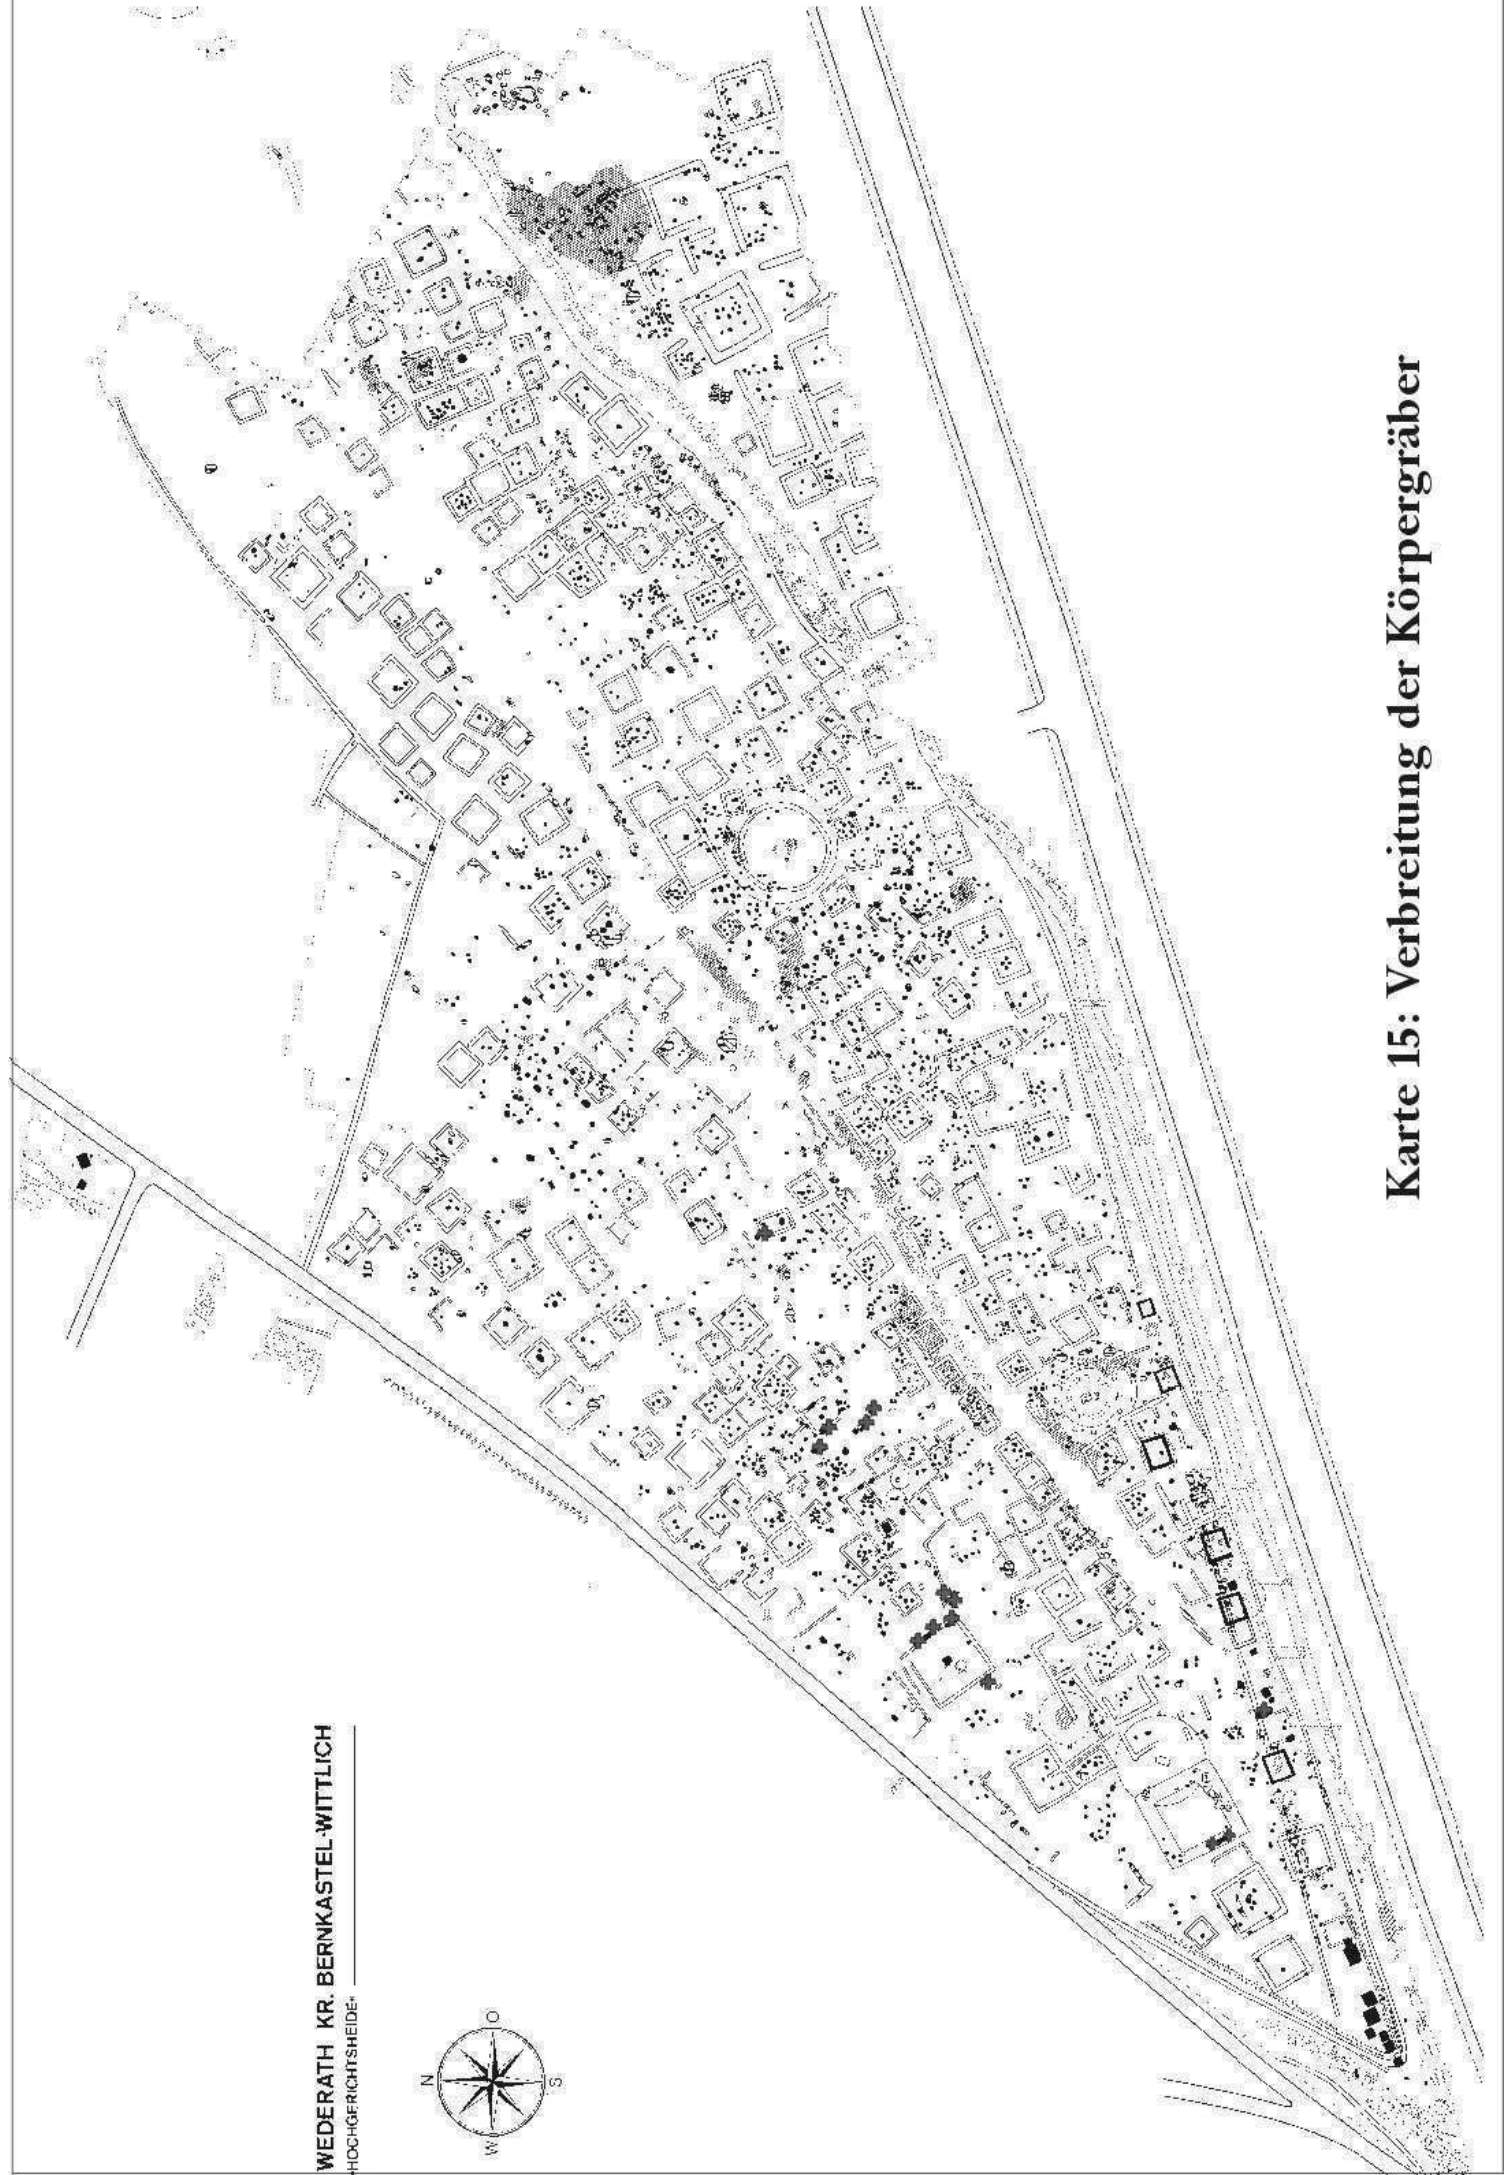 WEDERATH KR. BERNKASTEL-WITTLICH
»HOCHGERICHTSHEIDE«
N
W
O
S
Karte 15: Verbreitung der Körpergräber